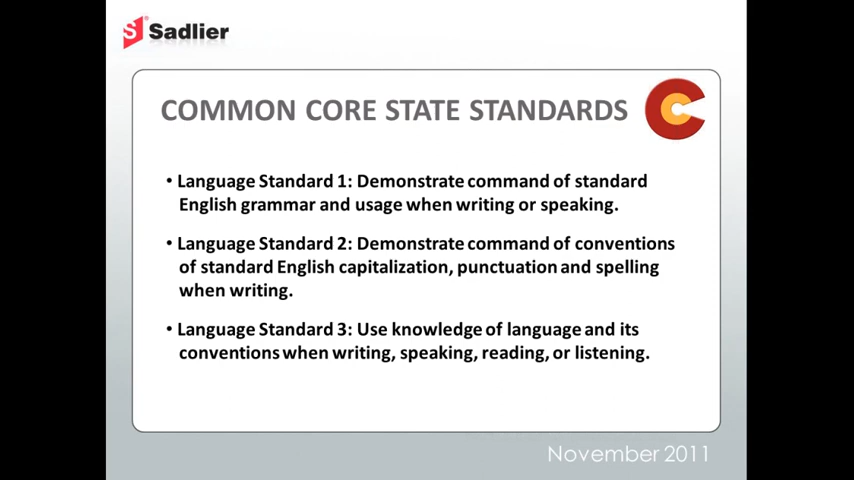 Sadlier
COMMON CORE STATE STANDARDS
• Language Standard 1: Demonstrate command of standard
English grammar and usage when writing or speaking.
• Language Standard 2: Demonstrate command of conventions
of standard English capitalization, punctuation and spelling
when writing.
• Language Standard 3: Use knowledge of language and its
conventions when writing, speaking, reading, or listening.
November 2011